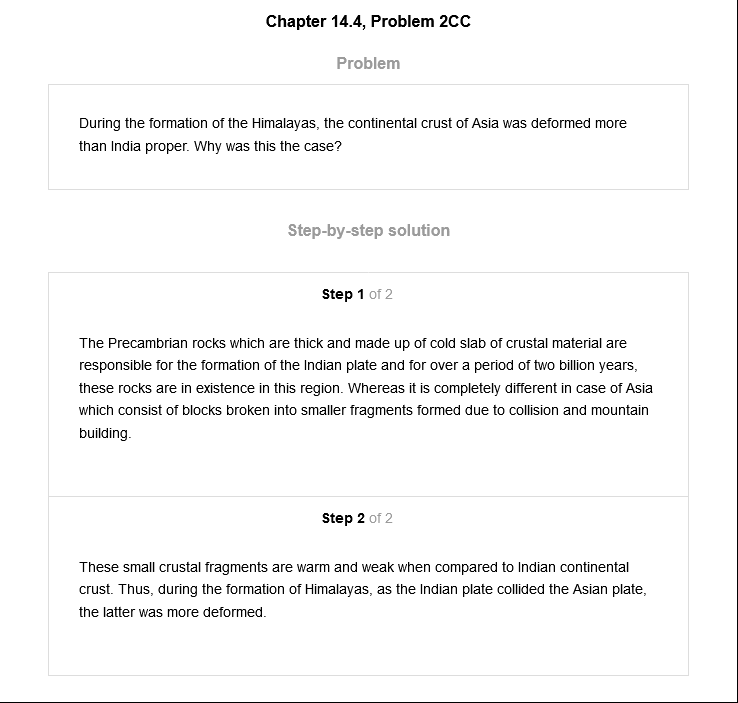 Chapter 14.4, Problem 2CC
Problem
During the formation of the Himalayas, the continental crust of Asia was deformed more
than India proper. Why was this the case?
Step-by-step solution
Step 1 of 2
The Precambrian rocks which are thick and made up of cold slab of crustal material are
responsible for the formation of the Indian plate and for over a period of two billion years,
these rocks are in existence in this region. Whereas it is completely different in case of Asia
which consist of blocks broken into smaller fragments formed due to collision and mountain
building.
Step 2 of 2
These small crustal fragments are warm and weak when compared to Indian continental
crust. Thus, during the formation of Himalayas, as the Indian plate collided the Asian plate,
the latter was more deformed.